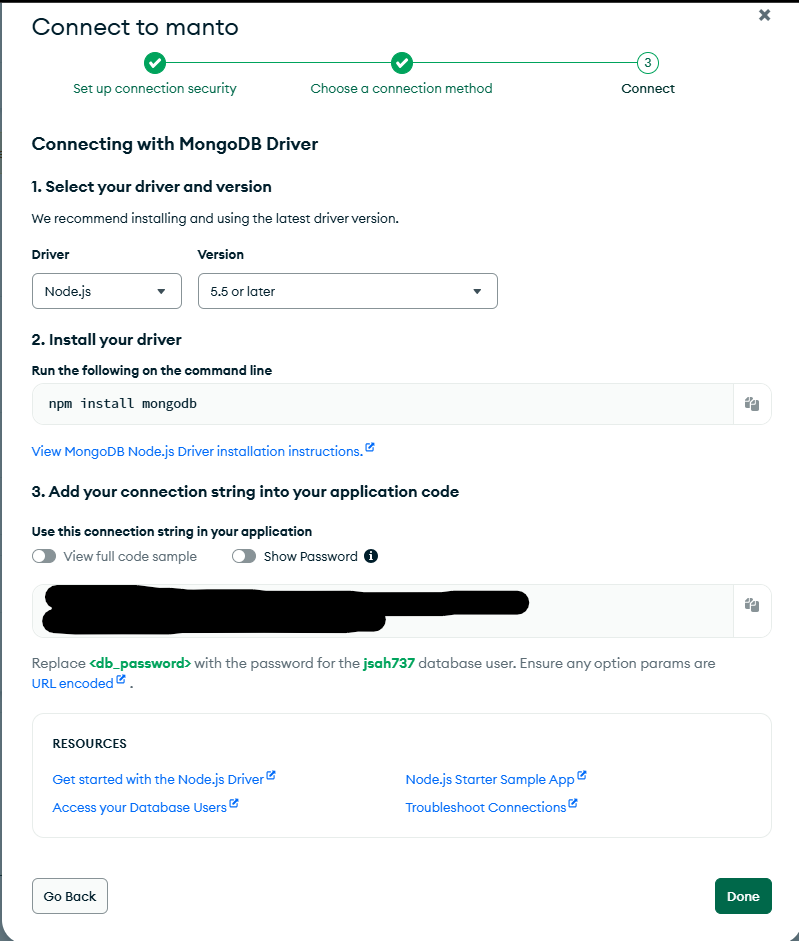 Connect to manto
Set up connection security
Choose a connection method
3
Connect
Connecting with MongoDB Driver
1. Select your driver and version
We recommend installing and using the latest driver version.
Driver
Version
Node.js
5.5 or later
2. Install your driver
Run the following on the command line
npm install mongodb
View MongoDB Node.js Driver installation instructions.
3. Add your connection string into your application code
Use this connection string in your application
View full code sample
Show Password
Replace <db_password> with the password for the jsah737 database user. Ensure any option params are
URL encoded .
RESOURCES
Get started with the Node.js Driver
Node.js Starter Sample App
Access your Database Users
Troubleshoot Connections
Go Back
Done